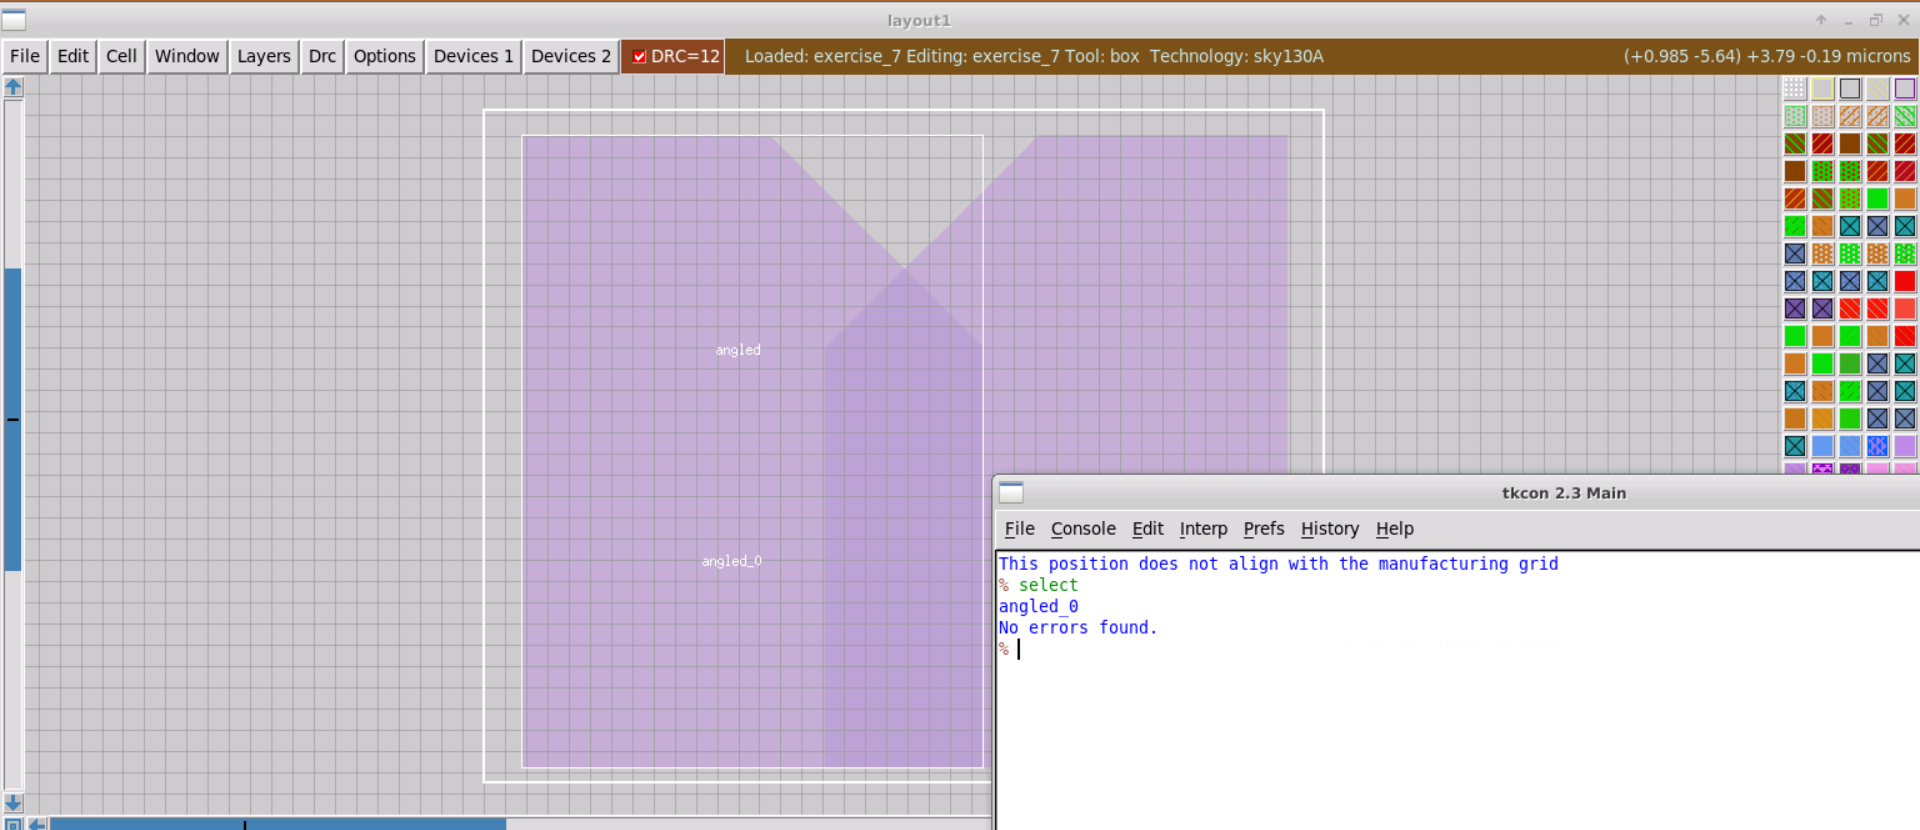 layout1
File Edit Cell Window Layers Drc Options Devices 1 Devices 2 DRC=12 Loaded: exercise_7 Editing: exercise_7 Tool: box Technology: sky130A (+0.985 -5.64) +3.79 -0.19 microns
angled
angled_0
tkcon 2.3 Main
File Console Edit Interp Prefs History Help
This position does not align with the manufacturing grid
% select
angled_0
No errors found.
%